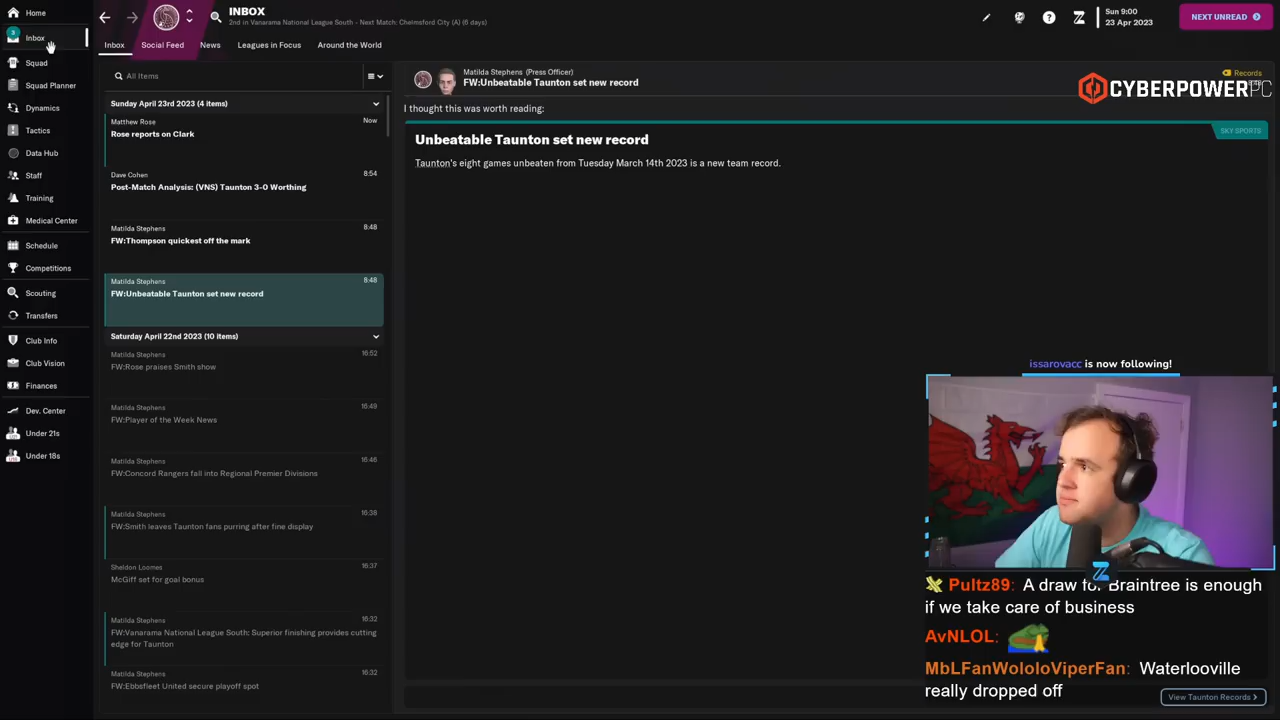 Home
Inbox
Squad
Squad Planner
Dynamics
Tactics
Data Hub
Staff
Training
Medical Center
Schedule
Competitions
Scouting
Transfers
Club Info
Club Vision
Finances
Dev. Center
Under 21s
Under 18s
3
INBOX
2nd in Vanarama National League South - Next Match: Chelmsford City (A) (6 days)
Sun 9:00
23 Apr 2023
NEXT UNREAD
Inbox
Social Feed
News
Leagues in Focus
Around the World
All Items
Sunday April 23rd 2023 (4 items)
Matthew Rose
Now
Rose reports on Clark
Dave Cohen
8:54
Post-Match Analysis: (VNS) Taunton 3-0 Worthing
Matilda Stephens
8:48
FW:Thompson quickest off the mark
Matilda Stephens
8:48
FW:Unbeatable Taunton set new record
Saturday April 22nd 2023 (10 items)
Matilda Stephens
16:52
FW:Rose praises Smith show
Matilda Stephens
16:49
FW:Player of the Week News
Matilda Stephens
16:46
FW:Concord Rangers fall into Regional Premier Divisions
Matilda Stephens
16:38
FW:Smith leaves Taunton fans purring after fine display
Sheldon Loomes
16:37
McGiff set for goal bonus
Matilda Stephens
16:32
FW:Vanarama National League South: Superior finishing provides cutting
edge for Taunton
Matilda Stephens
16:32
FW:Ebbsfleet United secure playoff spot
Matilda Stephens (Press Officer)
FW:Unbeatable Taunton set new record
Records
CYBERPOWERPC
I thought this was worth reading:
SKY SPORTS
Unbeatable Taunton set new record
Taunton's eight games unbeaten from Tuesday March 14th 2023 is a new team record.
issarovacc is now following!
Pultz89: A draw for Braintree is enough
if we take care of business
AvNLOL:
MbLFanWololoViperFan: Waterlooville
really dropped off
View Taunton Records >